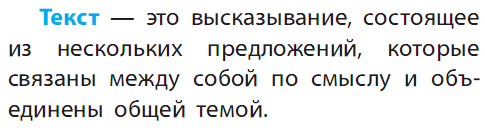 Текст — это высказывание, состоящее
из нескольких предложений, которые
связаны между собой по смыслу и объ-
единены общей темой.